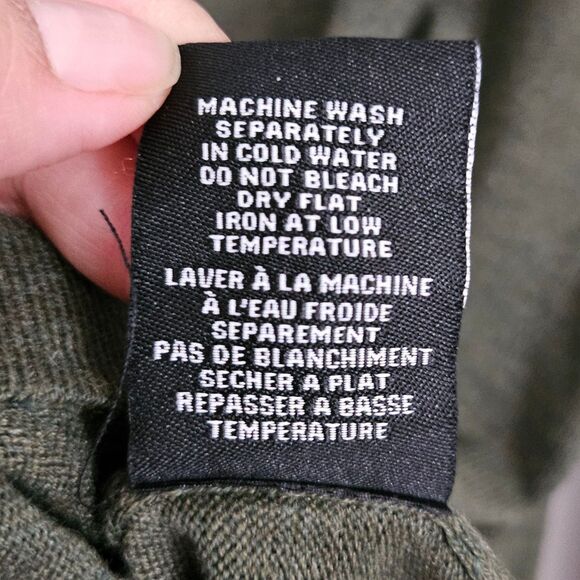 MACHINE WASH
SEPARATELY
IN COLD WATER
DO NOT BLEACH
DRY FLAT
IRON AT LOW
TEMPERATURE
LAVER À LA MACHINE
À L'EAU FROIDE
SEPAREMENT
PAS DE BLANCHIMENT
SECHER A PLAT
REPASSER A BASSE
TEMPERATURE